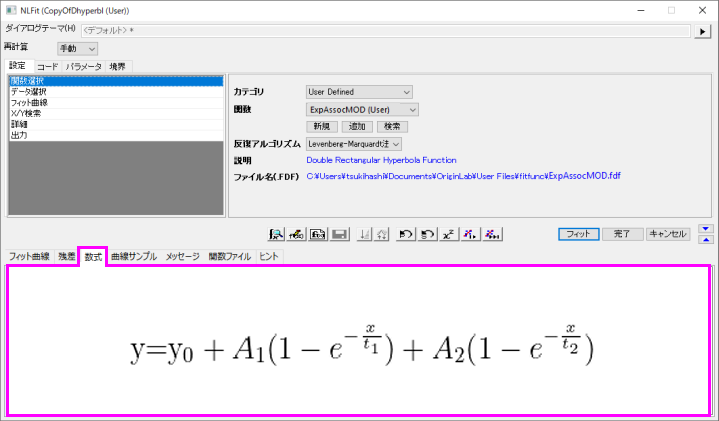 NLFit (CopyOfDhyperbl (User))
ダイアログテーマ(H) <デフォルト> *
再計算 手動
設定 コード パラメータ 境界
関数選択
データ選択
フィット曲線
X/Y検索
詳細
出力
カテゴリ User Defined
関数 ExpAssocMOD (User)
新規 追加 検索
反復アルゴリズム Levenberg-Marquardt注
説明 Double Rectangular Hyperbola Function
ファイル名(.FDF) C:¥Users¥tsukihashi¥Documents¥OriginLab¥User Files¥fitfunc¥ExpAssocMOD.fdf
フィット 完了 キャンセル
フィット曲線 残差 数式 曲線サンプル メッセージ 関数ファイル ヒント
y=y₀ + A₁(1 − e^{−x/t₁}) + A₂(1 − e^{−x/t₂})